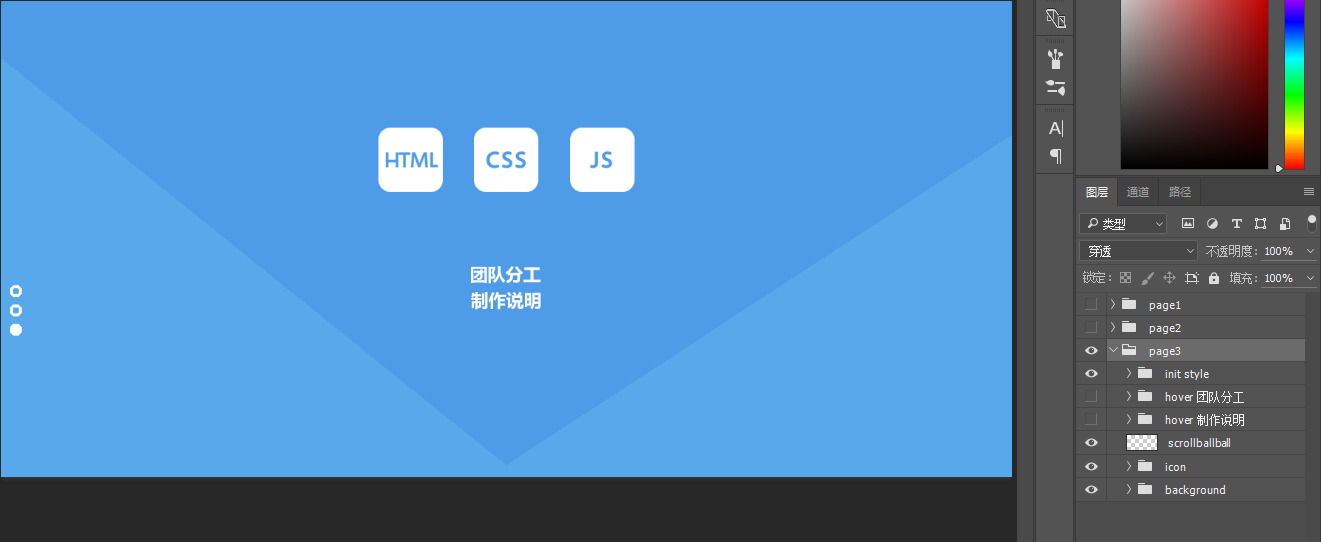 HTML
CSS
JS
团队分工
制作说明
A
图层 通道 路径
类型
T
穿透 不透明度: 100%
锁定: 填充: 100%
page1
page2
page3
init style
hover 团队分工
hover 制作说明
scrollballball
icon
background